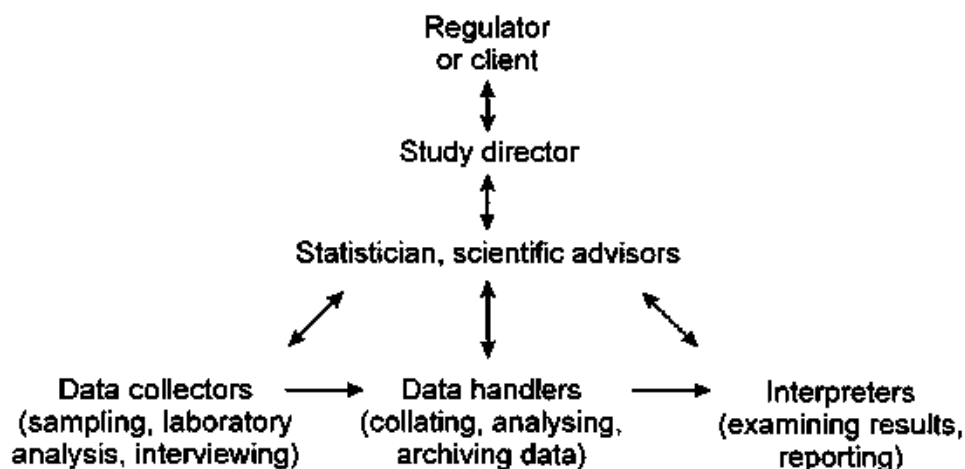 Regulator
or client
Study director
Statistician, scientific advisors
Data collectors
(sampling, laboratory
analysis, interviewing)
Data handlers
(collating, analysing,
archiving data)
Interpreters
(examining results,
reporting)